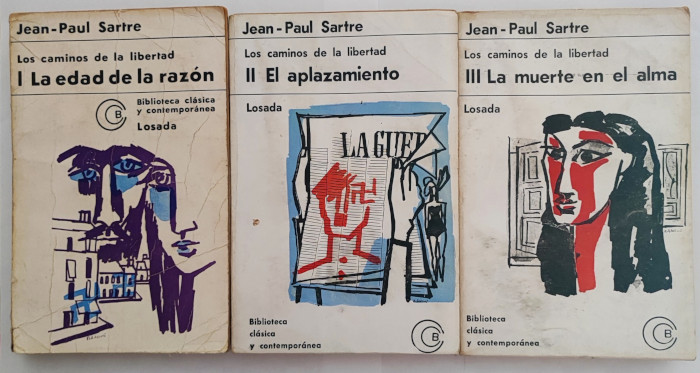 Jean-Paul Sartre
Los caminos de la libertad
I La edad de la razón
B
Biblioteca clásica
y contemporánea
Losada
Jean-Paul Sartre
Los caminos de la libertad
II El aplazamiento
Losada
LA GUER
Biblioteca
clásica
y contemporánea
B
Jean-Paul Sartre
Los caminos de la libertad
III La muerte en el alma
Losada
Biblioteca
clásica
y contemporánea
B